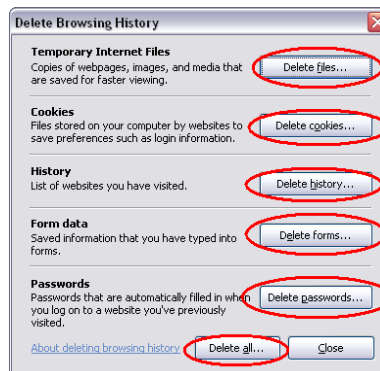 Delete Browsing History
Temporary Internet Files
Copies of webpages, images, and media that
are saved for faster viewing.
Delete files...
Cookies
Files stored on your computer by websites to
save preferences such as login information.
Delete cookies...
History
List of websites you have visited.
Delete history...
Form data
Saved information that you have typed into
forms.
Delete forms...
Passwords
Passwords that are automatically filled in when
you log on to a website you've previously
visited.
Delete passwords...
About deleting browsing history
Delete all...
Close